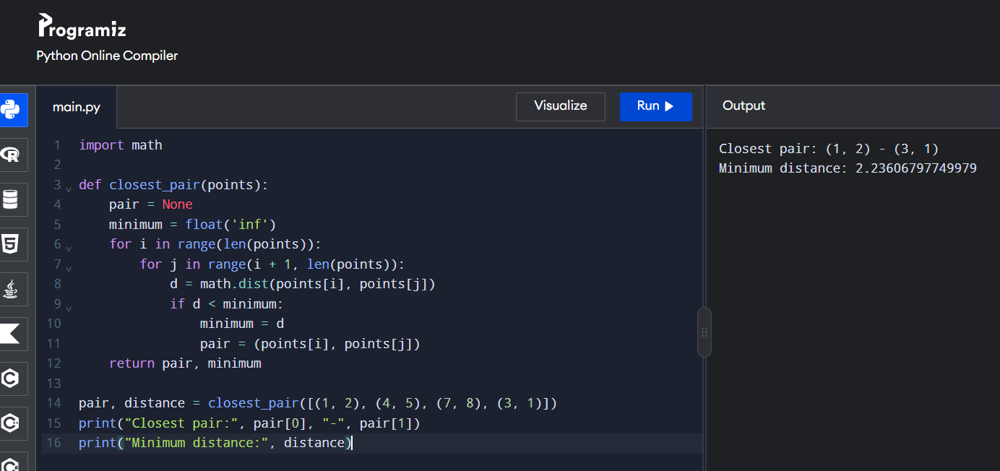 Programiz
Python Online Compiler
main.py
Visualize
Run
Output
1 import math
2
3 def closest_pair(points):
4     pair = None
5     minimum = float('inf')
6     for i in range(len(points)):
7         for j in range(i + 1, len(points)):
8             d = math.dist(points[i], points[j])
9             if d < minimum:
10                 minimum = d
11                 pair = (points[i], points[j])
12     return pair, minimum
13
14 pair, distance = closest_pair([(1, 2), (4, 5), (7, 8), (3, 1)])
15 print("Closest pair:", pair[0], "-", pair[1])
16 print("Minimum distance:", distance)
Closest pair: (1, 2) - (3, 1)
Minimum distance: 2.23606797749979